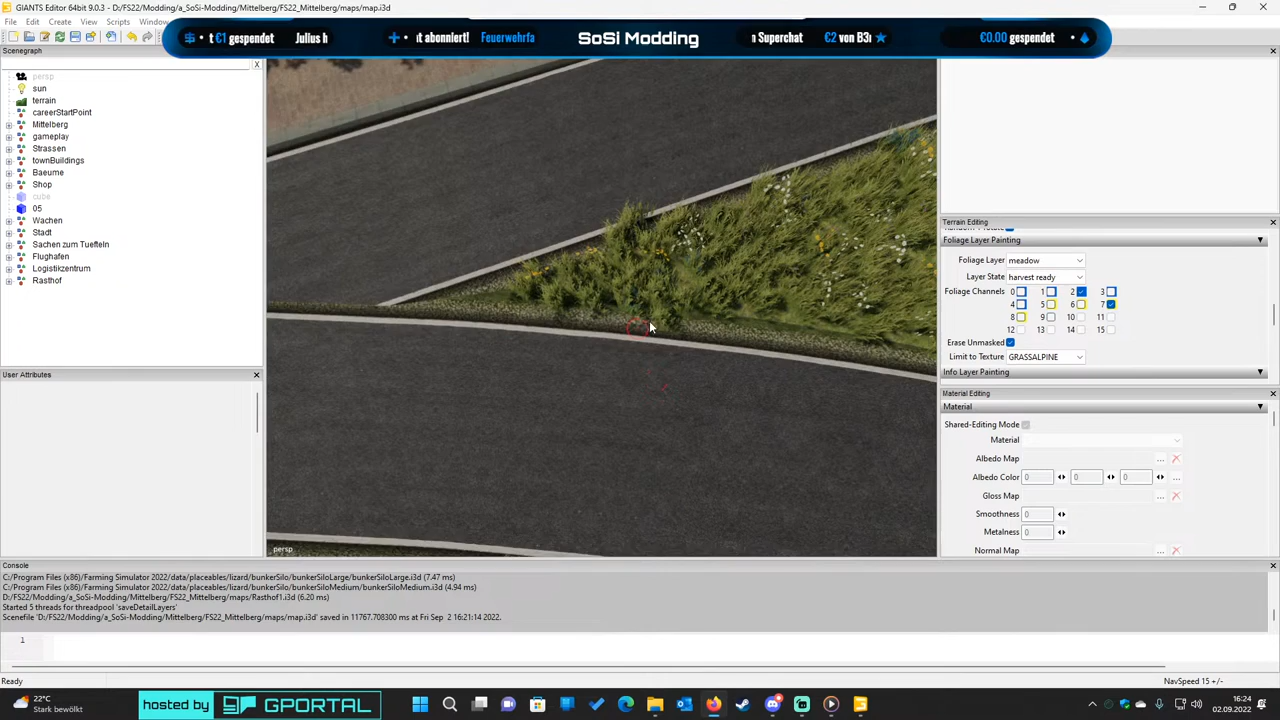 GIANTS Editor 64bit 9.0.3 - D:/FS22/Modding/a_SoSi-Modding/Mittelberg/FS22_Mittelberg/maps/map.i3d
File Edit Create View Scripts Window
t €1 gespendet Julius h ıt abonniert! Feuerwehrfa SoSi Modding Superchat €2 von B3r €0.00 gespendet
Scenegraph
X
persp
sun
terrain
careerStartPoint
Mittelberg
gameplay
Strassen
townBuildings
Baeume
Shop
cube
05
Wachen
Stadt
Sachen zum Tuefteln
Flughafen
Logistikzentrum
Rasthof
User Attributes
persp
Terrain Editing
Foliage Layer Painting
Foliage Layer meadow
Layer State harvest ready
Foliage Channels 0 1 2 3
4 5 6 7
8 9 10 11
12 13 14 15
Erase Unmasked
Limit to Texture GRASSALPINE
Info Layer Painting
Material Editing
Material
Shared-Editing Mode
Material
Albedo Map ...
Albedo Color 0 0 0 ...
Gloss Map ...
Smoothness 0
Metalness 0
Normal Map ...
Console
C:/Program Files (x86)/Farming Simulator 2022/data/placeables/lizard/bunkerSilo/bunkerSiloLarge/bunkerSiloLarge.i3d (7.47 ms)
C:/Program Files (x86)/Farming Simulator 2022/data/placeables/lizard/bunkerSilo/bunkerSiloMedium/bunkerSiloMedium.i3d (4.94 ms)
D:/FS22/Modding/a_SoSi-Modding/Mittelberg/FS22_Mittelberg/maps/Rasthof1.i3d (6.20 ms)
Started 5 threads for threadpool 'saveDetailLayers'
Scenefile 'D:/FS22/Modding/a_SoSi-Modding/Mittelberg/FS22_Mittelberg/maps/map.i3d' saved in 11767.708300 ms at Fri Sep 2 16:21:14 2022.
1
Ready
NavSpeed 15 +/-
22°C
Stark bewölkt
hosted by GPORTAL
16:24
02.09.2022